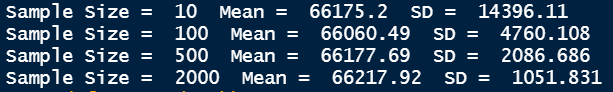 Sample Size =  10  Mean =  66175.2  SD =  14396.11
Sample Size =  100  Mean =  66060.49  SD =  4760.108
Sample Size =  500  Mean =  66177.69  SD =  2086.686
Sample Size =  2000  Mean =  66217.92  SD =  1051.831